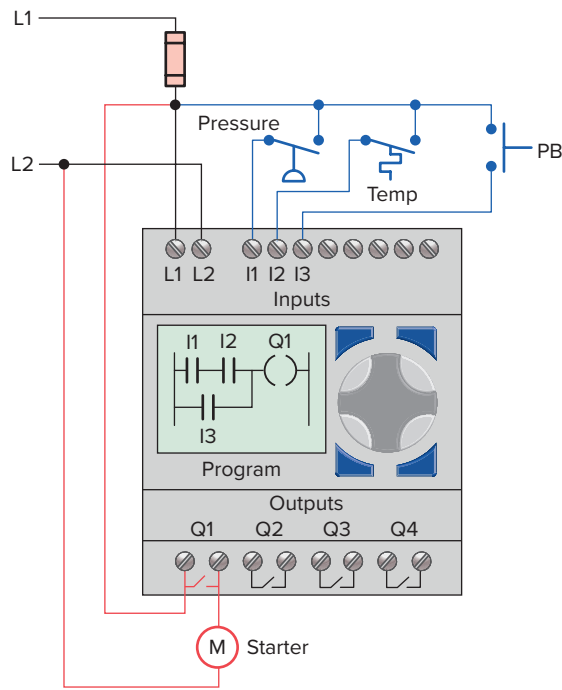 L1
Pressure
PB
L2
Temp
L1 L2 I1 I2 I3
Inputs
I1 I2 Q1
I3
Program
Outputs
Q1 Q2 Q3 Q4
M Starter